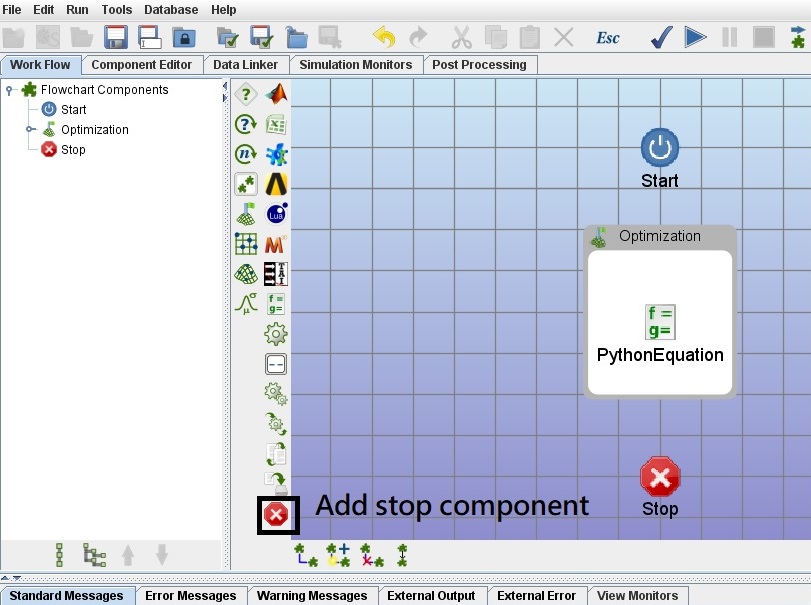 File Edit Run Tools Database Help
Esc
Work Flow Component Editor Data Linker Simulation Monitors Post Processing
Flowchart Components
Start
Optimization
Stop
?
?
n
Lua
M
μ σ
f =
g=
Start
Optimization
f =
g=
PythonEquation
Stop
Add stop component
Standard Messages Error Messages Warning Messages External Output External Error View Monitors